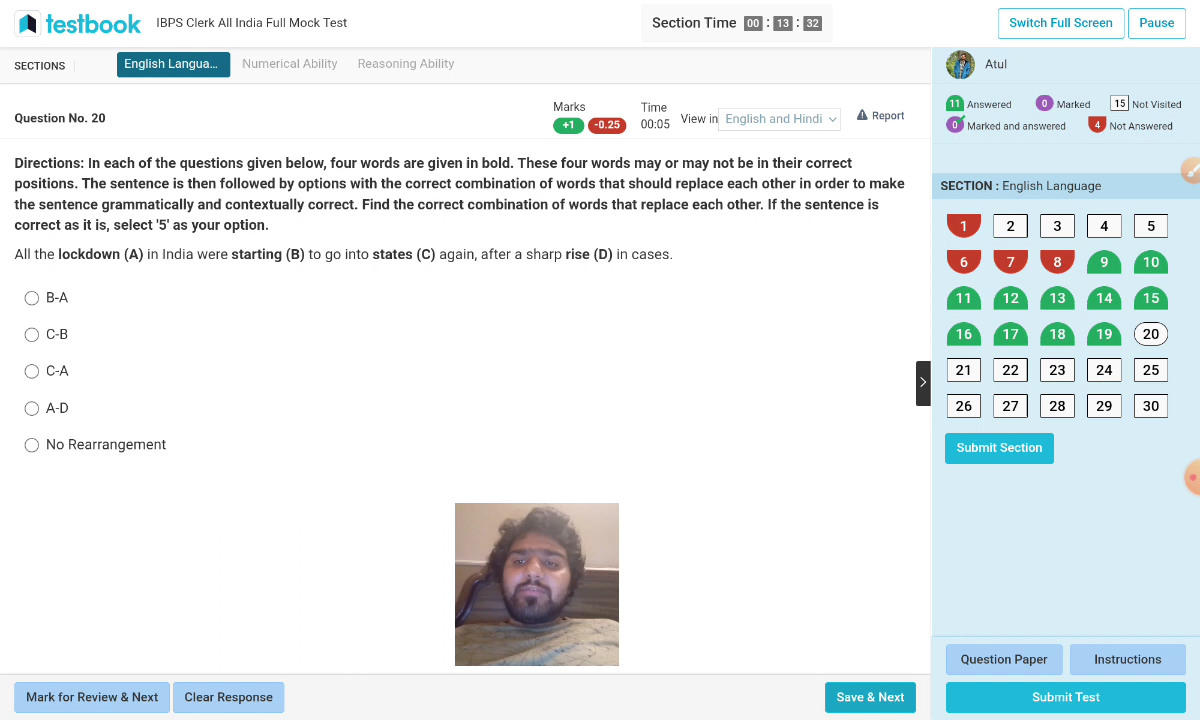 testbook IBPS Clerk All India Full Mock Test Section Time 00 : 13 : 32 Switch Full Screen Pause
SECTIONS English Langua... Numerical Ability Reasoning Ability
Atul
Question No. 20 Marks +1 -0.25 Time 00:05 View in English and Hindi Report
11 Answered 0 Marked 15 Not Visited
0 Marked and answered 4 Not Answered
Directions: In each of the questions given below, four words are given in bold. These four words may or may not be in their correct
positions. The sentence is then followed by options with the correct combination of words that should replace each other in order to make
the sentence grammatically and contextually correct. Find the correct combination of words that replace each other. If the sentence is
correct as it is, select '5' as your option.
All the lockdown (A) in India were starting (B) to go into states (C) again, after a sharp rise (D) in cases.
B-A
C-B
C-A
A-D
No Rearrangement
SECTION : English Language
1 2 3 4 5
6 7 8 9 10
11 12 13 14 15
16 17 18 19 20
21 22 23 24 25
26 27 28 29 30
Submit Section
Question Paper Instructions
Mark for Review & Next Clear Response Save & Next Submit Test